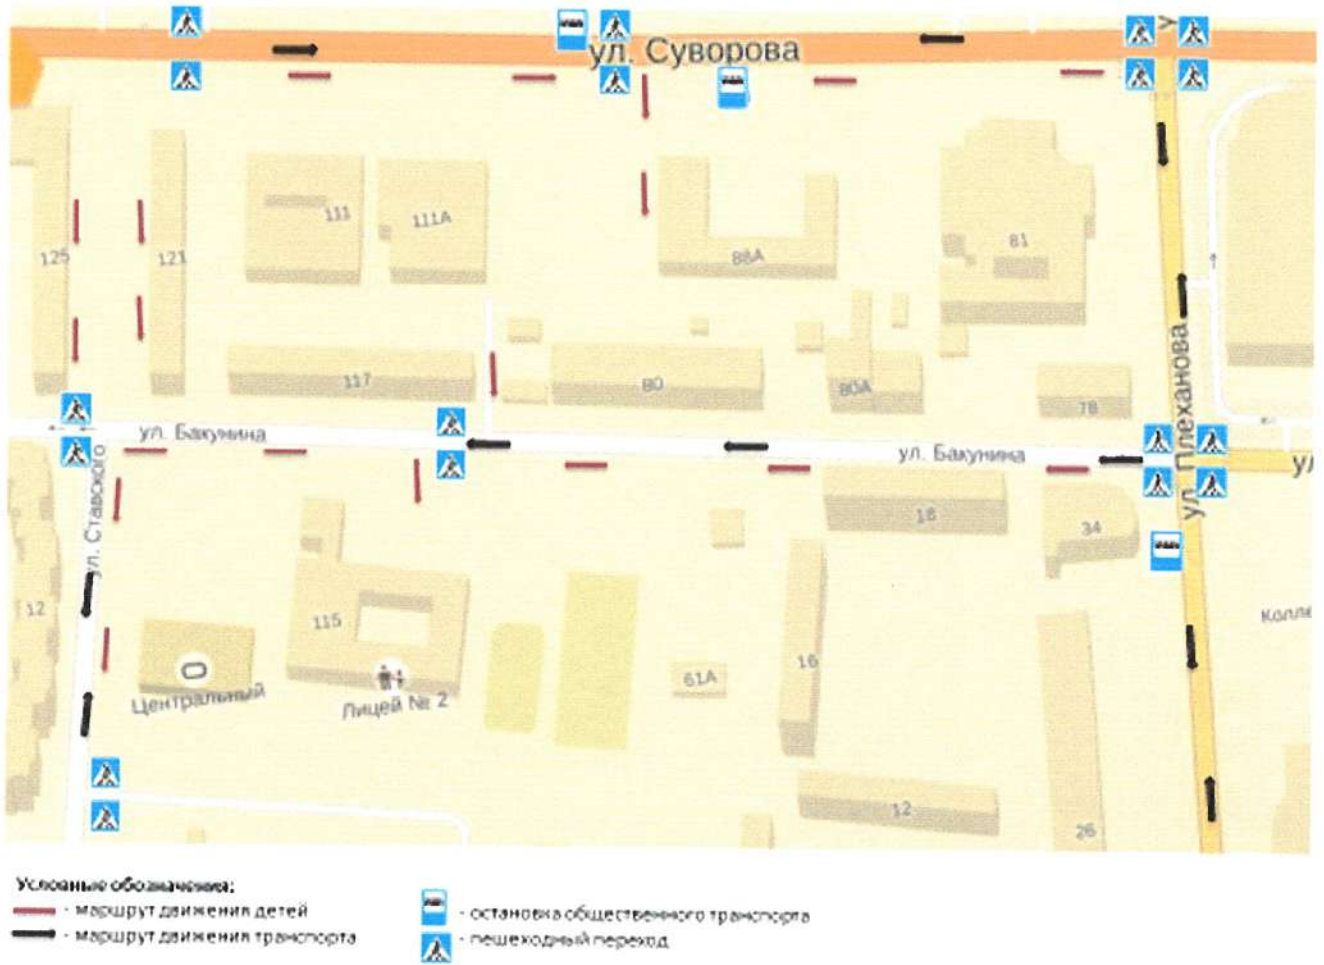 у
ул. Суворова
111
111А
125
121
88А
81
117
80
80А
78
ул. Плеханова
ул. Бакунина
ул. Бакунина
ул
ул. Ставского
18
34
12
115
16
61А
Центральный
Лицей № 2
Колле
12
26
Условные обозначения:
- маршрут движения детей
- остановка общественного транспорта
- маршрут движения транспорта
- пешеходный переход